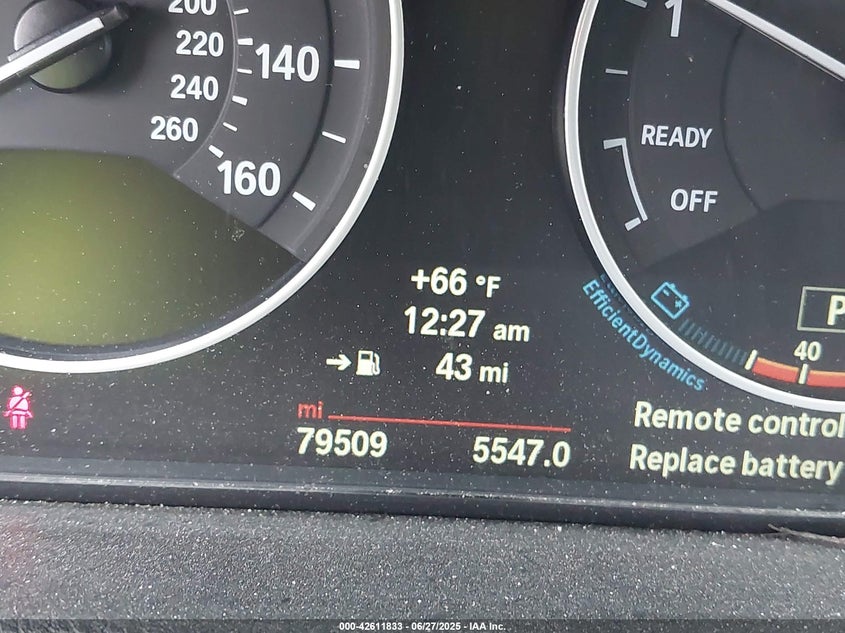 200
220
140
240
260
160
1
READY
OFF
+66 °F
12:27 am
43 mi
EfficientDynamics
P
40
mi
79509 5547.0
Remote control
Replace battery
000-42611833 - 06/27/2025 - IAA Inc.